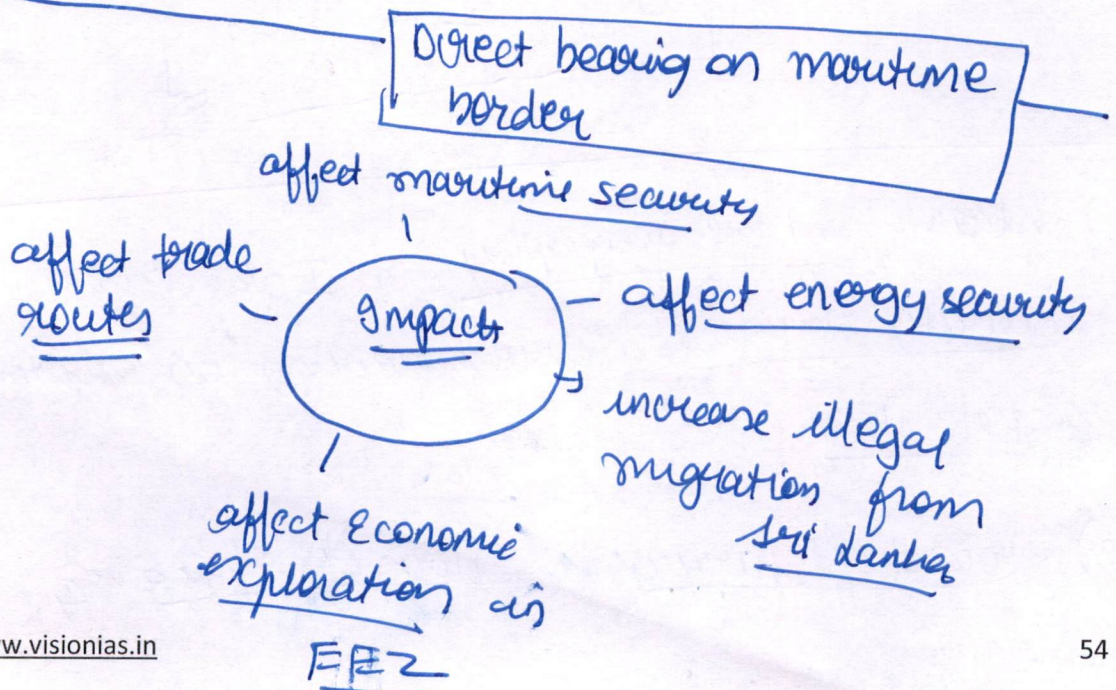 Direct bearing on maritime
border
affect maritime security
affect trade
routes
Impacts
affect energy security
increase illegal
migration from
Sri Lanka
affect Economic
exploration in
EEZ
w.visionias.in
54